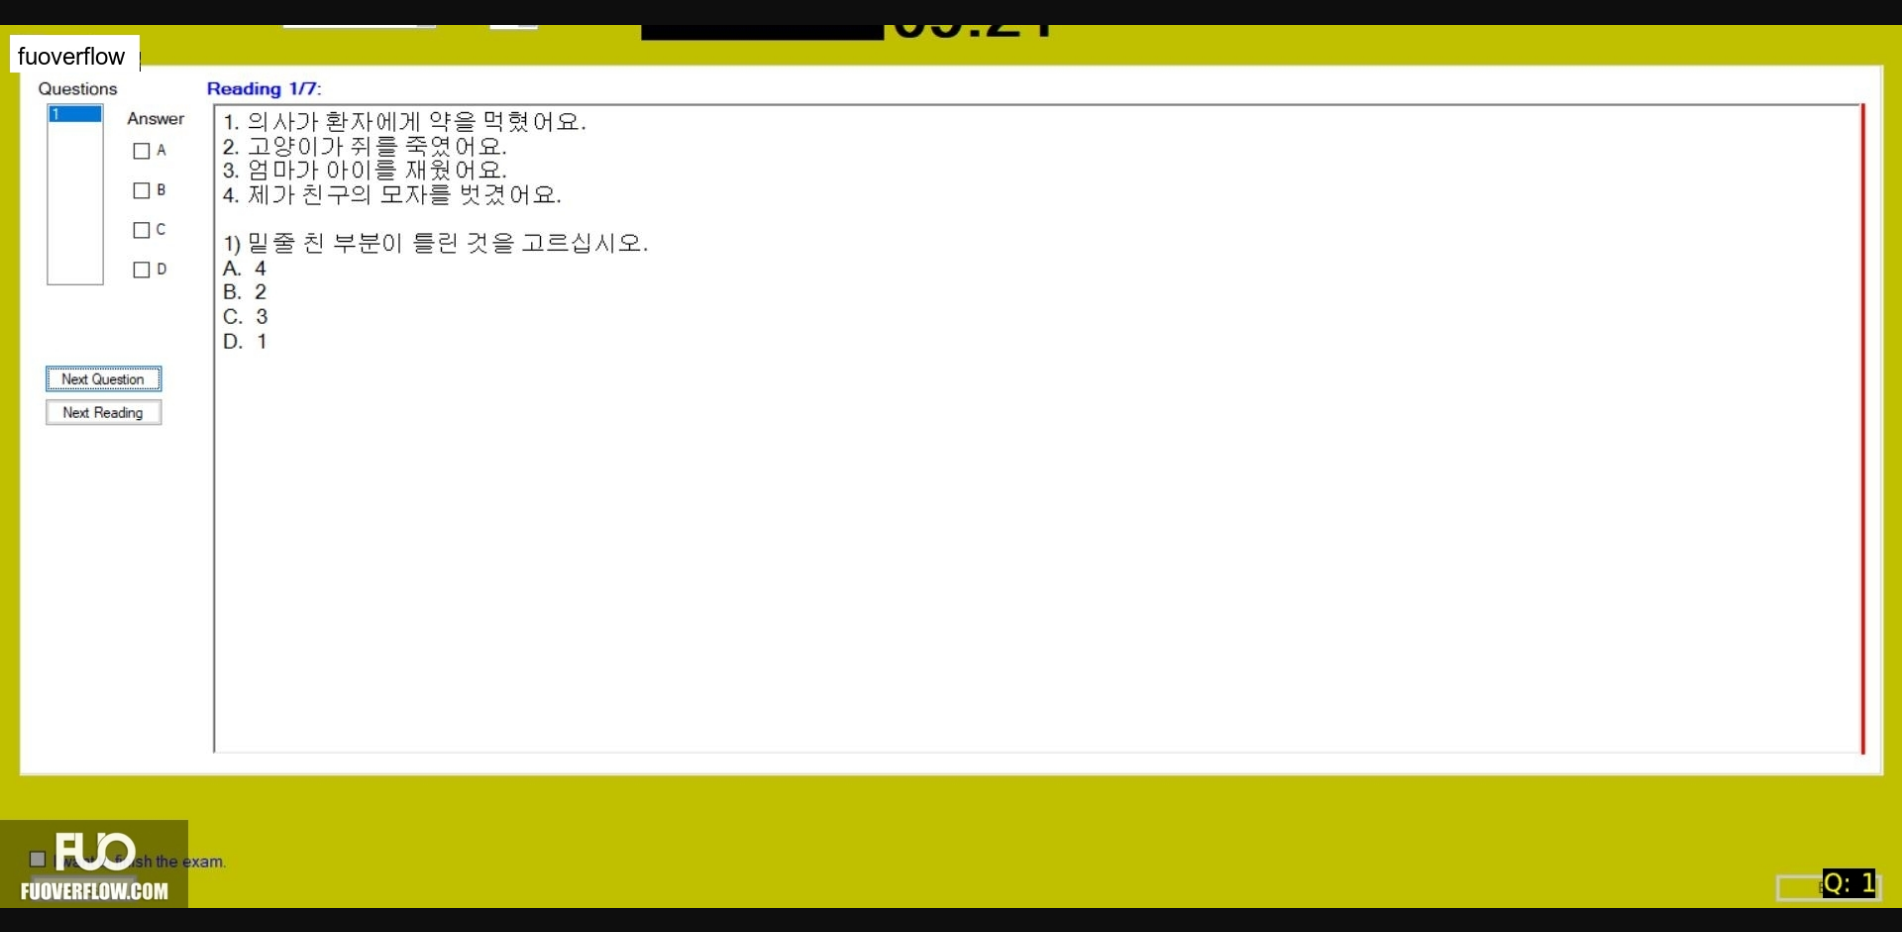 fuoverflow
Questions
Reading 1/7:
1
Answer
A
B
C
D
1. 의사가 환자에게 약을 먹혔어요.
2. 고양이가 쥐를 죽였어요.
3. 엄마가 아이를 재웠어요.
4. 제가 친구의 모자를 벗겼어요.
1) 밑줄 친 부분이 틀린 것을 고르십시오.
A. 4
B. 2
C. 3
D. 1
Next Question
Next Reading
FUO
finish the exam.
FUOVERFLOW.COM
Q: 1